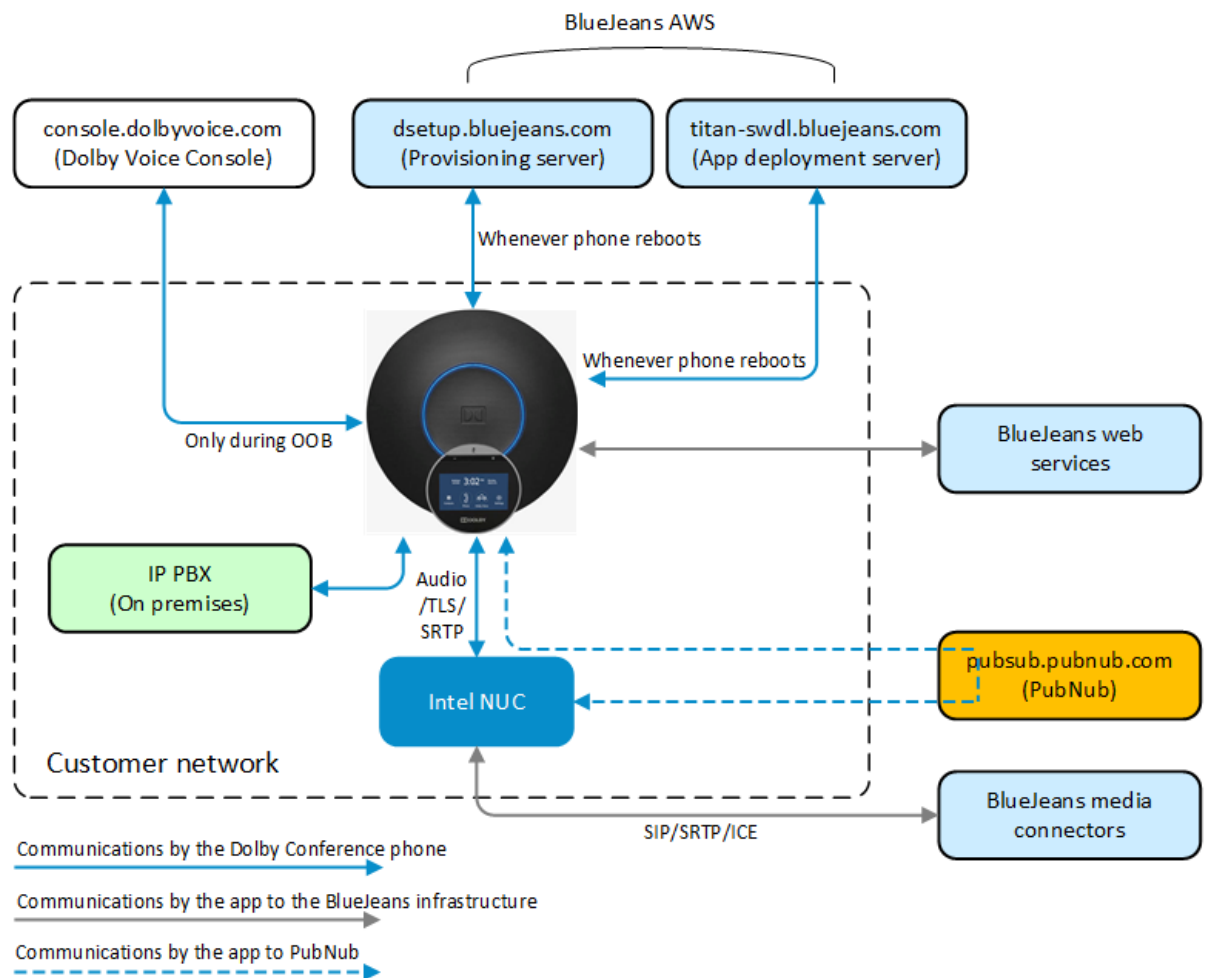 BlueJeans AWS
console.dolbyvoice.com
(Dolby Voice Console)
dsetup.bluejeans.com
(Provisioning server)
titan-swdl.bluejeans.com
(App deployment server)
Whenever phone reboots
Whenever phone reboots
Only during OOB
3:02
DOLBY
BlueJeans web
services
IP PBX
(On premises)
Audio
/TLS/
SRTP
pubsub.pubnub.com
(PubNub)
Intel NUC
Customer network
BlueJeans media
connectors
SIP/SRTP/ICE
Communications by the Dolby Conference phone
Communications by the app to the BlueJeans infrastructure
Communications by the app to PubNub